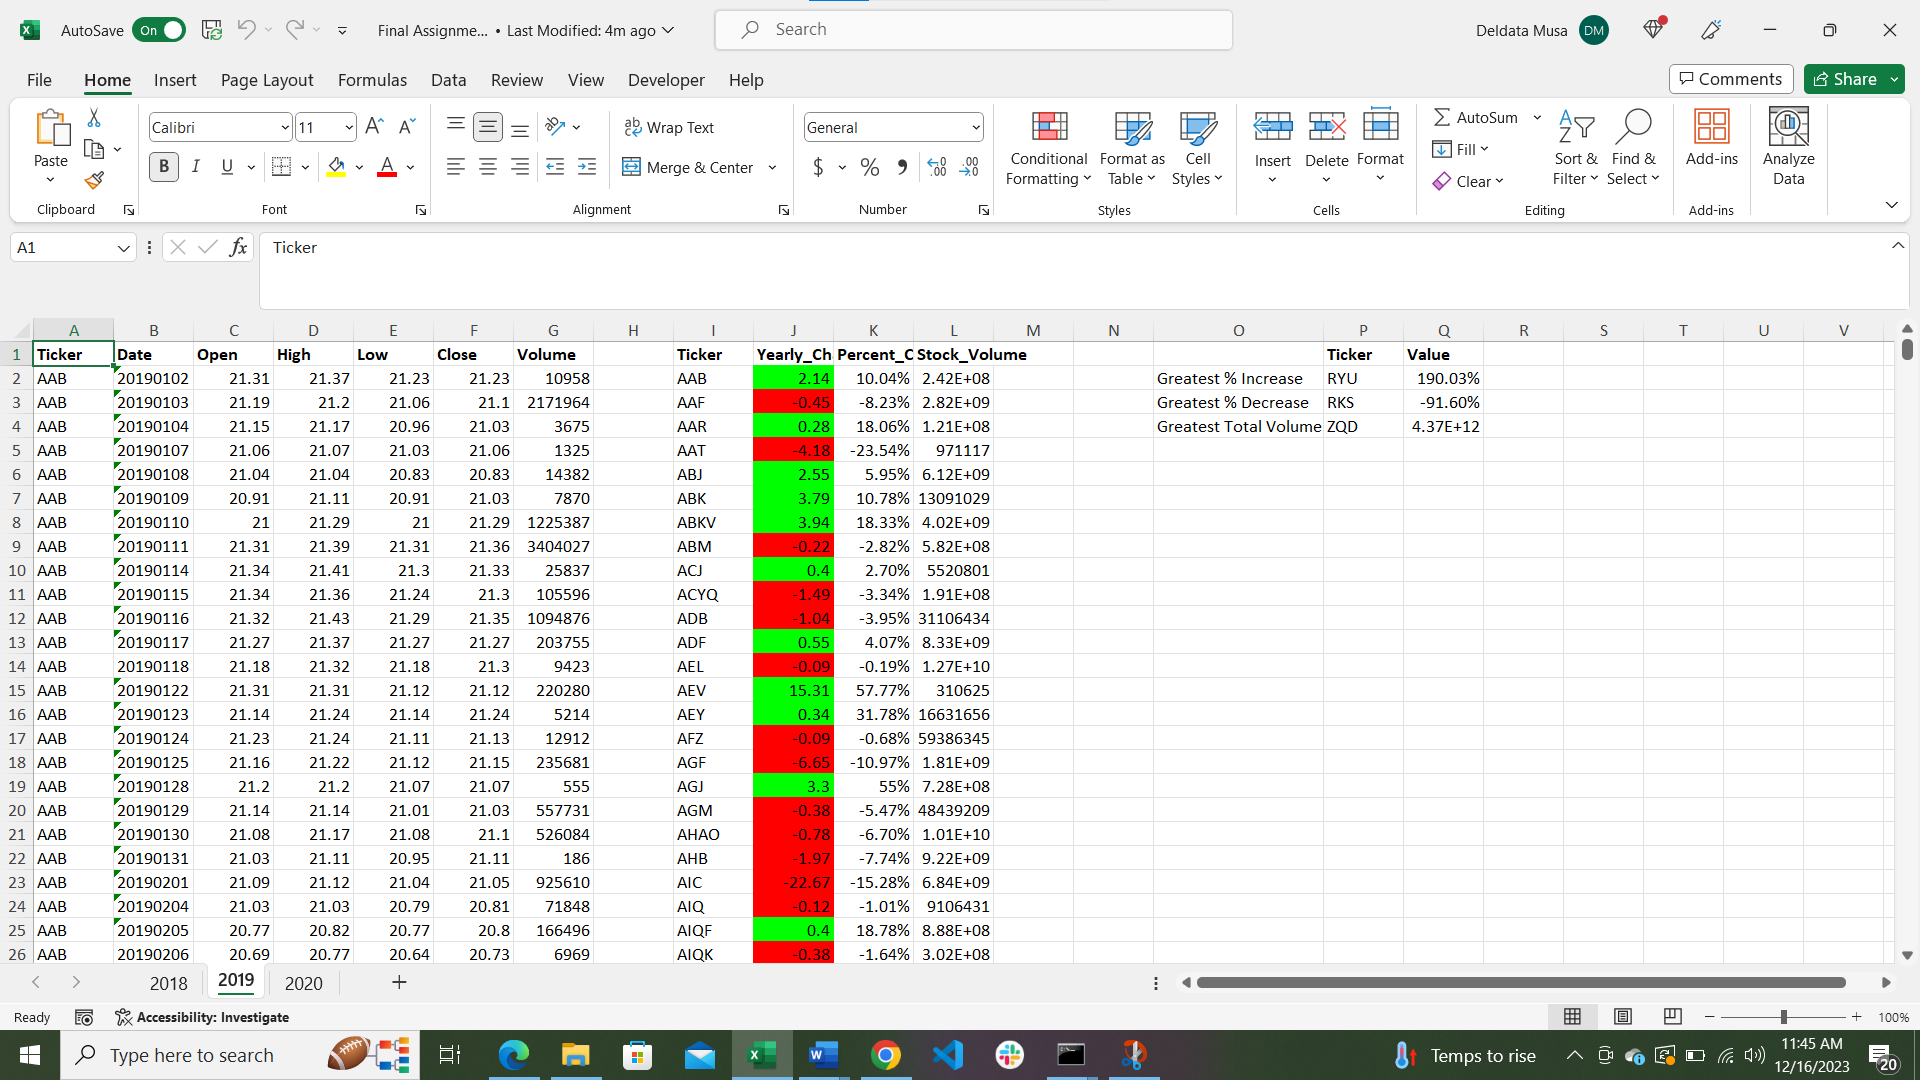 AutoSave On Final Assignme... • Last Modified: 4m ago Search Deldata Musa DM
File Home Insert Page Layout Formulas Data Review View Developer Help Comments Share
Paste Calibri 11 Wrap Text General Conditional Formatting Format as Table Cell Styles Insert Delete Format AutoSum Fill Clear Sort & Filter Find & Select Add-ins Analyze Data
B I U Merge & Center $ %
Clipboard Font Alignment Number Styles Cells Editing Add-ins
A1 fx Ticker
A B C D E F G H I J K L M N O P Q R S T U V
1 Ticker Date Open High Low Close Volume Ticker Yearly_Ch Percent_C Stock_Volume Ticker Value
2 AAB 20190102 21.31 21.37 21.23 21.23 10958 AAB 2.14 10.04% 2.42E+08 Greatest % Increase RYU 190.03%
3 AAB 20190103 21.19 21.2 21.06 21.1 2171964 AAF -0.45 -8.23% 2.82E+09 Greatest % Decrease RKS -91.60%
4 AAB 20190104 21.15 21.17 20.96 21.03 3675 AAR 0.28 18.06% 1.21E+08 Greatest Total Volume ZQD 4.37E+12
5 AAB 20190107 21.06 21.07 21.03 21.06 1325 AAT -4.18 -23.54% 971117
6 AAB 20190108 21.04 21.04 20.83 20.83 14382 ABJ 2.55 5.95% 6.12E+09
7 AAB 20190109 20.91 21.11 20.91 21.03 7870 ABK 3.79 10.78% 13091029
8 AAB 20190110 21 21.29 21 21.29 1225387 ABKV 3.94 18.33% 4.02E+09
9 AAB 20190111 21.31 21.39 21.31 21.36 3404027 ABM -0.22 -2.82% 5.82E+08
10 AAB 20190114 21.34 21.41 21.3 21.33 25837 ACJ 0.4 2.70% 5520801
11 AAB 20190115 21.34 21.36 21.24 21.3 105596 ACYQ -1.49 -3.34% 1.91E+08
12 AAB 20190116 21.32 21.43 21.29 21.35 1094876 ADB -1.04 -3.95% 31106434
13 AAB 20190117 21.27 21.37 21.27 21.27 203755 ADF 0.55 4.07% 8.33E+09
14 AAB 20190118 21.18 21.32 21.18 21.3 9423 AEL -0.09 -0.19% 1.27E+10
15 AAB 20190122 21.31 21.31 21.12 21.12 220280 AEV 15.31 57.77% 310625
16 AAB 20190123 21.14 21.24 21.14 21.24 5214 AEY 0.34 31.78% 16631656
17 AAB 20190124 21.23 21.24 21.11 21.13 12912 AFZ -0.09 -0.68% 59386345
18 AAB 20190125 21.16 21.22 21.12 21.15 235681 AGF -6.65 -10.97% 1.81E+09
19 AAB 20190128 21.2 21.2 21.07 21.07 555 AGJ 3.3 55% 7.28E+08
20 AAB 20190129 21.14 21.14 21.01 21.03 557731 AGM -0.38 -5.47% 48439209
21 AAB 20190130 21.08 21.17 21.08 21.1 526084 AHAO -0.78 -6.70% 1.01E+10
22 AAB 20190131 21.03 21.11 20.95 21.11 186 AHB -1.97 -7.74% 9.22E+09
23 AAB 20190201 21.09 21.12 21.04 21.05 925610 AIC -22.67 -15.28% 6.84E+09
24 AAB 20190204 21.03 21.03 20.79 20.81 71848 AIQ -0.12 -1.01% 9106431
25 AAB 20190205 20.77 20.82 20.77 20.8 166496 AIQF 0.4 18.78% 8.88E+08
26 AAB 20190206 20.69 20.77 20.64 20.73 6969 AIQK -0.38 -1.64% 3.02E+08
2018 2019 2020
Ready Accessibility: Investigate 100%
Type here to search Temps to rise 11:45 AM
12/16/2023 20